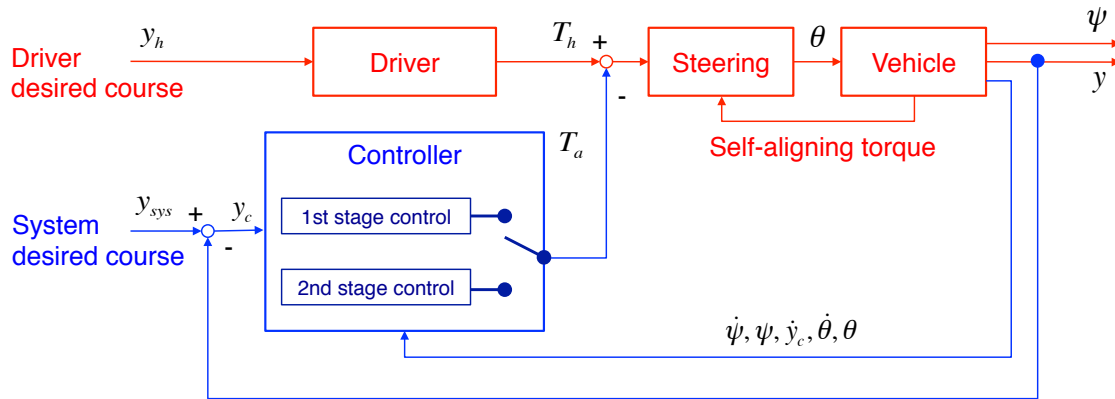 ψ
y_h
T_h
+
θ
Driver
desired course
Driver
Steering
Vehicle
y
-
Self-aligning torque
T_a
Controller
y_sys
+
y_c
1st stage control
System
desired course
-
2nd stage control
ψ̇, ψ, ẏ_c, θ̇, θ